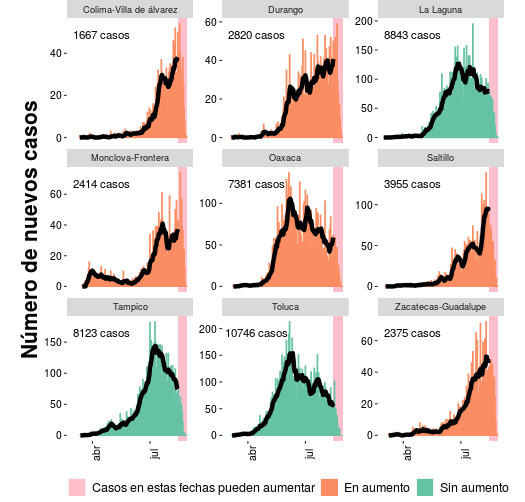 Número de nuevos casos
Colima-Villa de álvarez
1667 casos
40
20
0
Durango
2820 casos
60
40
20
0
La Laguna
8843 casos
200
150
100
50
0
Monclova-Frontera
2414 casos
60
40
20
0
Oaxaca
7381 casos
100
50
0
Saltillo
3955 casos
100
50
0
Tampico
8123 casos
150
100
50
0
abr
jul
Toluca
10746 casos
200
150
100
50
0
abr
jul
Zacatecas-Guadalupe
2375 casos
60
40
20
0
abr
jul
Casos en estas fechas pueden aumentar
En aumento
Sin aumento